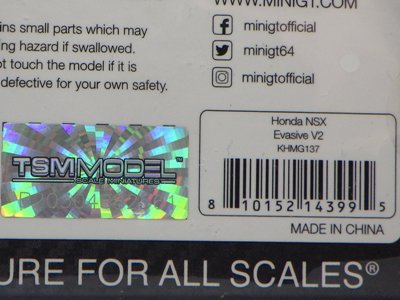 WWW.MINIGT.COM
ins small parts which may
ing hazard if swallowed.
ot touch the model if it is
defective for your own safety.
minigtofficial
minigt64
minigtofficial
Honda NSX
Evasive V2
KHMG137
8 10152 14399 5
MADE IN CHINA
TSMMODEL™
SCALE MINIATURES
URE FOR ALL SCALES®